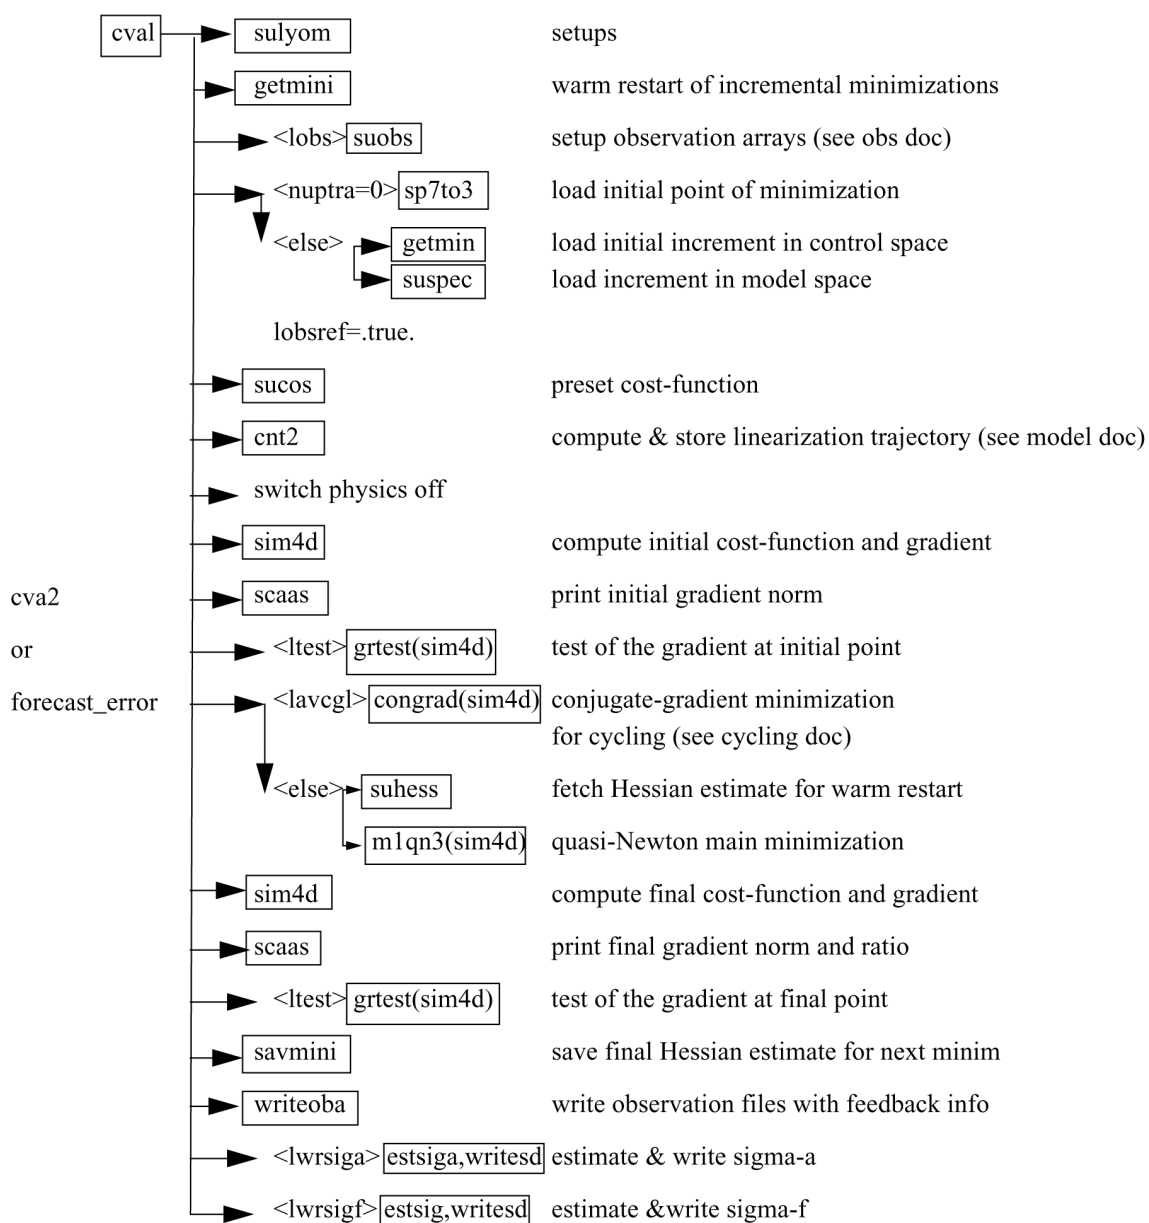 cval sulyom setups
getmini warm restart of incremental minimizations
<lobs> suobs setup observation arrays (see obs doc)
<nuptra=0> sp7to3 load initial point of minimization
<else> getmin load initial increment in control space
suspec load increment in model space
lobsref=.true.
sucos preset cost-function
cnt2 compute & store linearization trajectory (see model doc)
switch physics off
sim4d compute initial cost-function and gradient
cva2 scaas print initial gradient norm
or <ltest> grtest(sim4d) test of the gradient at initial point
forecast_error <lavcgl> congrad(sim4d) conjugate-gradient minimization
for cycling (see cycling doc)
<else> suhess fetch Hessian estimate for warm restart
m1qn3(sim4d) quasi-Newton main minimization
sim4d compute final cost-function and gradient
scaas print final gradient norm and ratio
<ltest> grtest(sim4d) test of the gradient at final point
savmini save final Hessian estimate for next minim
writeoba write observation files with feedback info
<lwrsiga> estsiga,writesd estimate & write sigma-a
<lwrsigf> estsig,writesd estimate &write sigma-f